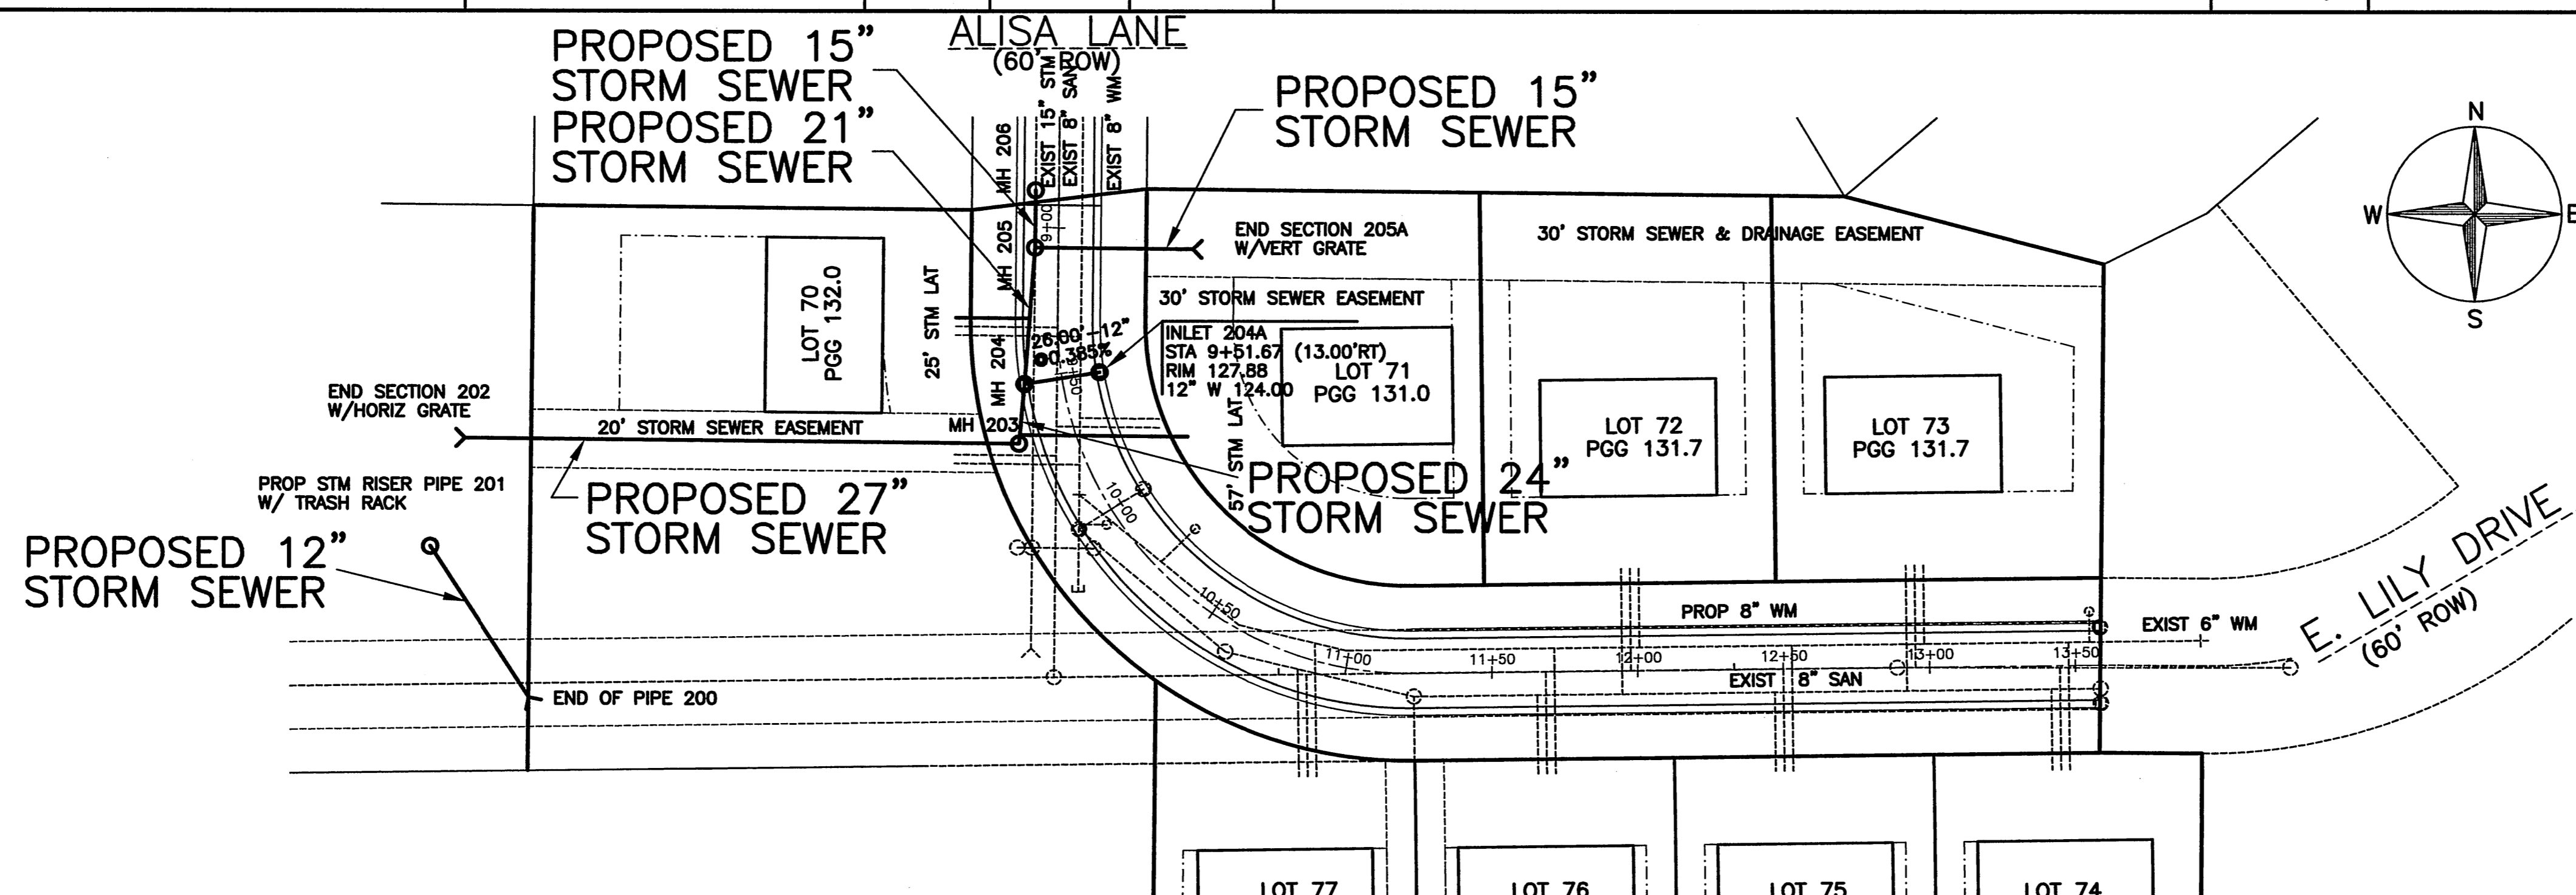 ALISA LANE
(60' ROW)
PROPOSED 15"
STORM SEWER
PROPOSED 21"
STORM SEWER
PROPOSED 15"
STORM SEWER
EXIST 15" STM
EXIST 8" SAN
EXIST 8" WM
MH 206
MH 205
MH 204
MH 203
9+00
N
W
E
S
END SECTION 205A
W/VERT GRATE
30' STORM SEWER & DRAINAGE EASEMENT
LOT 70
PGG 132.0
25' STM LAT
30' STORM SEWER EASEMENT
26.00'-12"
@0.385%
9+50
INLET 204A
STA 9+51.67 (13.00'RT)
RIM 127.88
12" W 124.00
LOT 71
PGG 131.0
57' STM LAT
LOT 72
PGG 131.7
LOT 73
PGG 131.7
END SECTION 202
W/HORIZ GRATE
20' STORM SEWER EASEMENT
PROP STM RISER PIPE 201
W/ TRASH RACK
PROPOSED 27"
STORM SEWER
PROPOSED 24"
STORM SEWER
PROPOSED 12"
STORM SEWER
END OF PIPE 200
E
10+00
10+50
11+00
11+50
12+00
12+50
13+00
13+50
PROP 8" WM
EXIST 6" WM
EXIST 8" SAN
E. LILY DRIVE
(60' ROW)
LOT 77
LOT 76
LOT 75
LOT 74